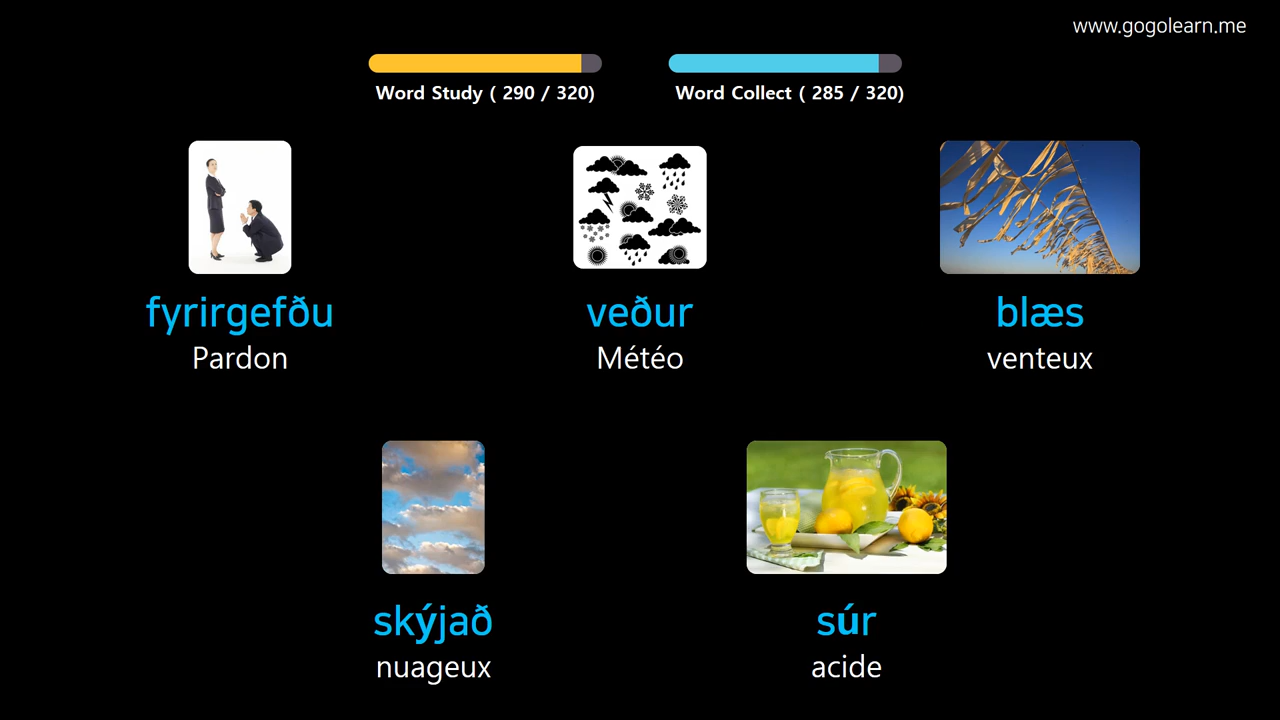 www.gogolearn.me
Word Study ( 290 / 320)
Word Collect ( 285 / 320)
fyrirgefðu
Pardon
veður
Météo
blæs
venteux
skýjað
nuageux
súr
acide